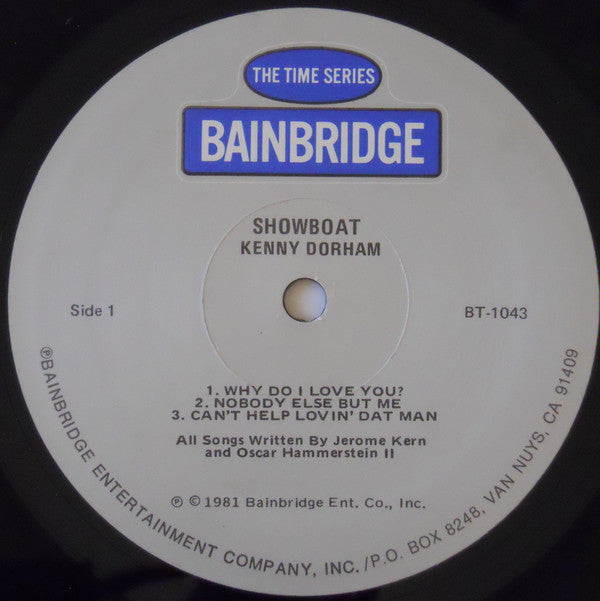 THE TIME SERIES
BAINBRIDGE
SHOWBOAT
KENNY DORHAM
Side 1
BT-1043
1. WHY DO I LOVE YOU?
2. NOBODY ELSE BUT ME
3. CAN'T HELP LOVIN' DAT MAN
All Songs Written By Jerome Kern
and Oscar Hammerstein II
℗ © 1981 Bainbridge Ent. Co., Inc.
℗BAINBRIDGE ENTERTAINMENT COMPANY, INC. /P.O. BOX 8248, VAN NUYS, CA 91409